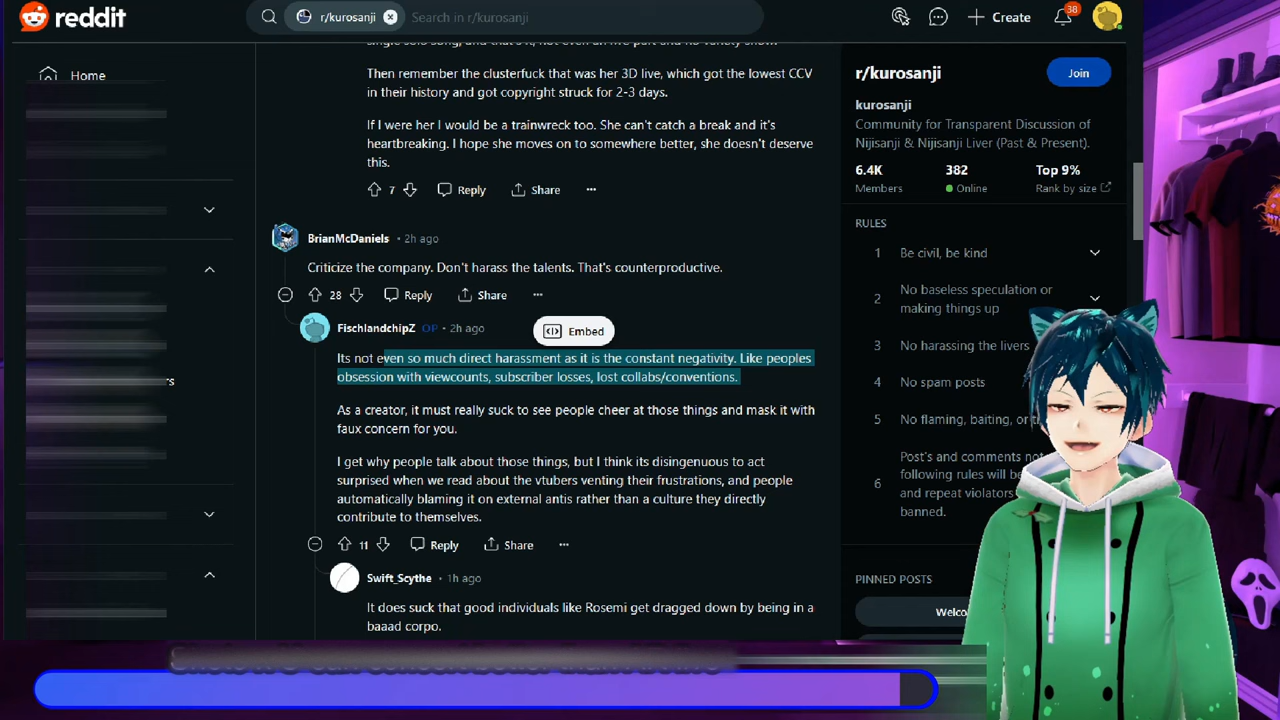 reddit
r/kurosanji
Search in r/kurosanji
Create
38
Home
Then remember the clusterfuck that was her 3D live, which got the lowest CCV
in their history and got copyright struck for 2-3 days.
If I were her I would be a trainwreck too. She can't catch a break and it's
heartbreaking. I hope she moves on to somewhere better, she doesn't deserve
this.
7
Reply
Share
BrianMcDaniels • 2h ago
Criticize the company. Don't harass the talents. That's counterproductive.
28
Reply
Share
FischlandchipZ OP • 2h ago
Embed
Its not even so much direct harassment as it is the constant negativity. Like peoples
obsession with viewcounts, subscriber losses, lost collabs/conventions.
As a creator, it must really suck to see people cheer at those things and mask it with
faux concern for you.
I get why people talk about those things, but I think its disingenuous to act
surprised when we read about the vtubers venting their frustrations, and people
automatically blaming it on external antis rather than a culture they directly
contribute to themselves.
11
Reply
Share
Swift_Scythe • 1h ago
It does suck that good individuals like Rosemi get dragged down by being in a
baaad corpo.
r/kurosanji
Join
kurosanji
Community for Transparent Discussion of
Nijisanji & Nijisanji Liver (Past & Present).
6.4K
382
Top 9%
Members
Online
Rank by size
RULES
1 Be civil, be kind
2 No baseless speculation or
making things up
3 No harassing the livers
4 No spam posts
5 No flaming, baiting, or
6 Post's and comments not
following rules will be
and repeat violators
banned.
PINNED POSTS